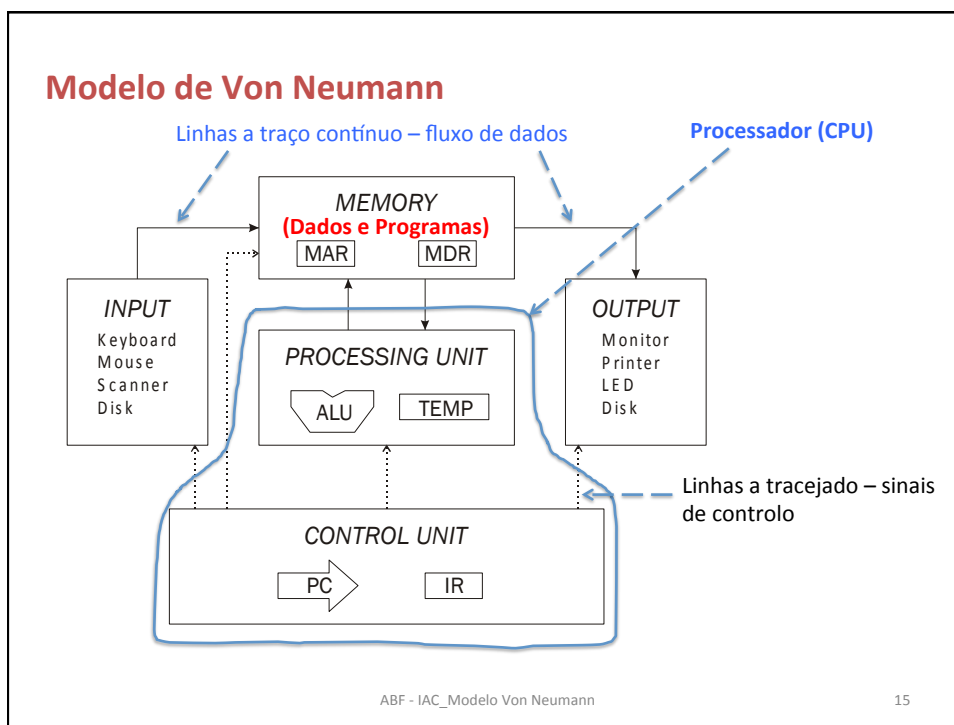 Modelo de Von Neumann
Linhas a traço contínuo – fluxo de dados
Processador (CPU)
MEMORY
(Dados e Programas)
MAR
MDR
INPUT
Keyboard
Mouse
Scanner
Disk
PROCESSING UNIT
ALU
TEMP
OUTPUT
Monitor
Printer
LED
Disk
Linhas a tracejado – sinais
de controlo
CONTROL UNIT
PC
IR
ABF - IAC_Modelo Von Neumann
15